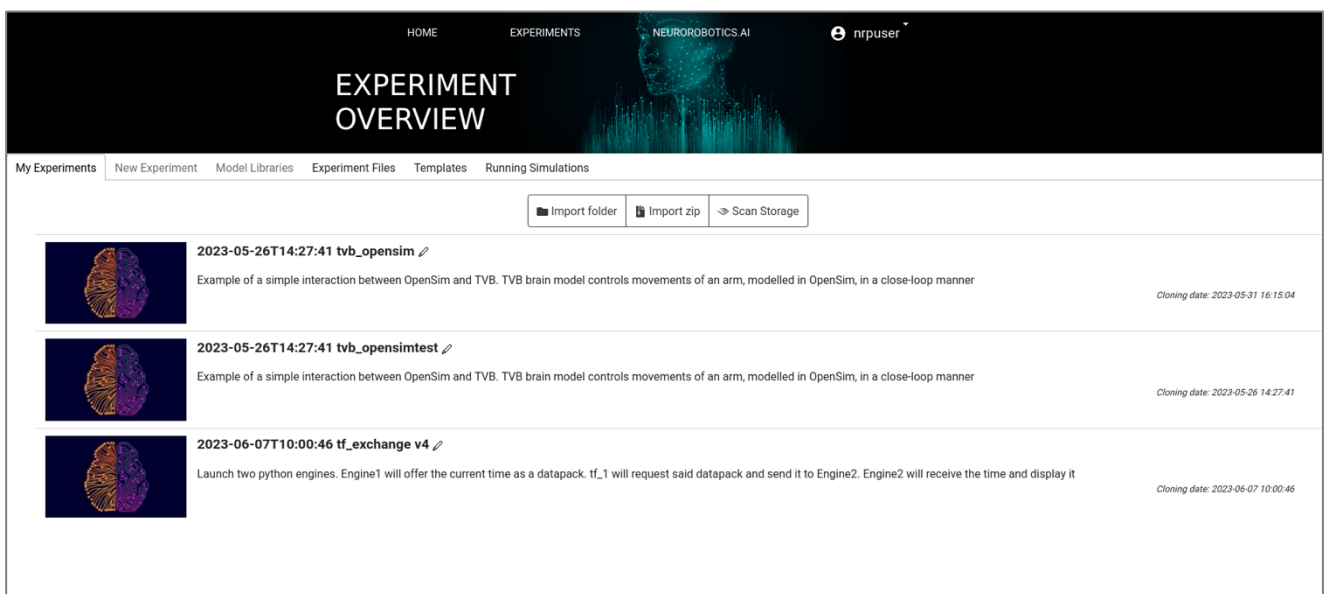 HOME EXPERIMENTS NEUROROBOTICS.AI nrpuser
EXPERIMENT
OVERVIEW
My Experiments New Experiment Model Libraries Experiment Files Templates Running Simulations
Import folder Import zip Scan Storage
2023-05-26T14:27:41 tvb_opensim
Example of a simple interaction between OpenSim and TVB. TVB brain model controls movements of an arm, modelled in OpenSim, in a close-loop manner
Cloning date: 2023-05-31 16:15:04
2023-05-26T14:27:41 tvb_opensimtest
Example of a simple interaction between OpenSim and TVB. TVB brain model controls movements of an arm, modelled in OpenSim, in a close-loop manner
Cloning date: 2023-05-26 14:27:41
2023-06-07T10:00:46 tf_exchange v4
Launch two python engines. Engine1 will offer the current time as a datapack. tf_1 will request said datapack and send it to Engine2. Engine2 will receive the time and display it
Cloning date: 2023-06-07 10:00:46